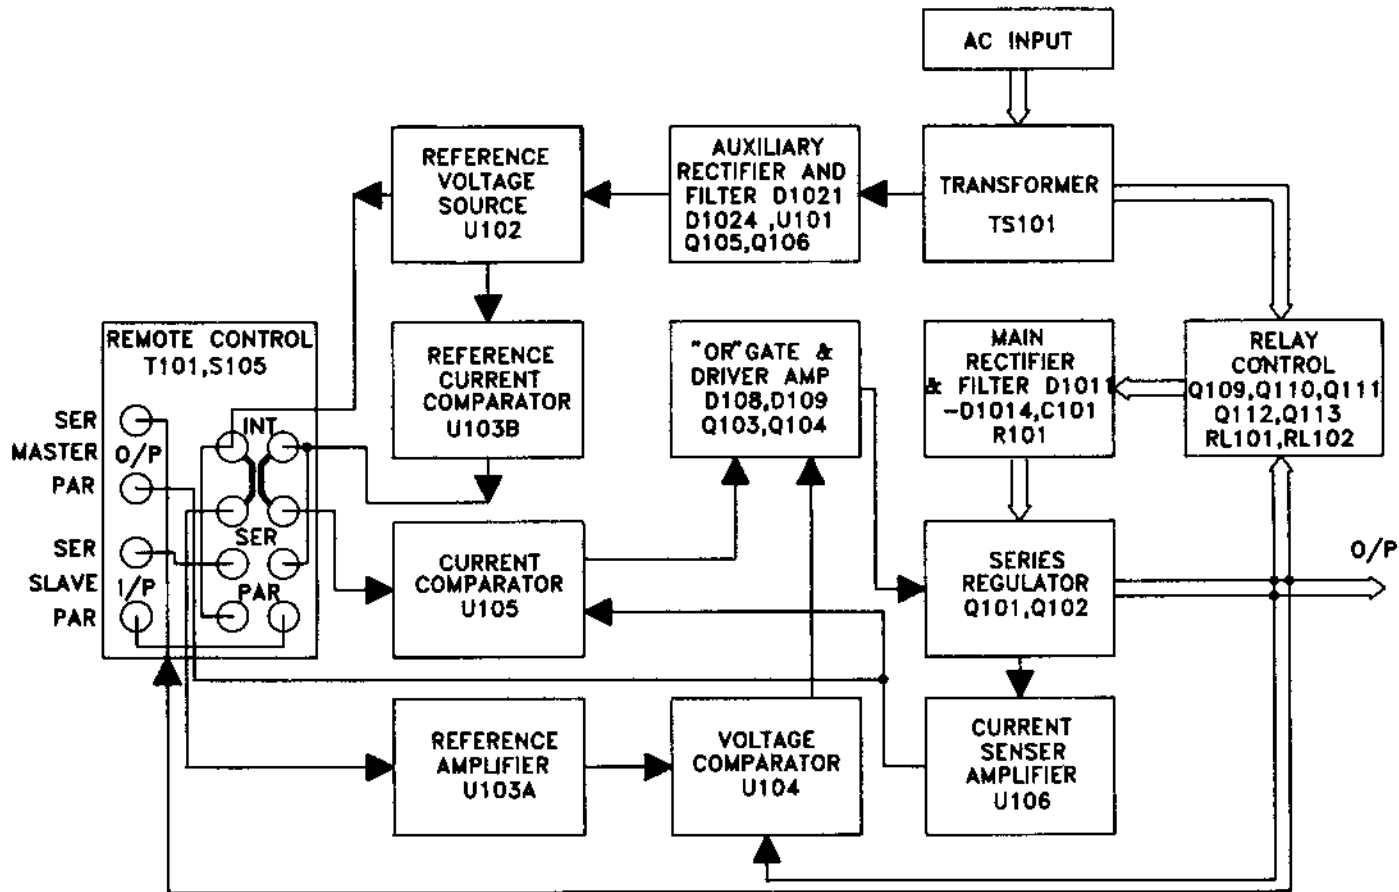 AC INPUT
REFERENCE
VOLTAGE
SOURCE
U102
AUXILIARY
RECTIFIER AND
FILTER D1021
D1024 ,U101
Q105,Q106
TRANSFORMER
TS101
REMOTE CONTROL
T101,S105
REFERENCE
CURRENT
COMPARATOR
U103B
"OR"GATE &
DRIVER AMP
D108,D109
Q103,Q104
MAIN
RECTIFIER
& FILTER D1011
-D1014,C101
R101
RELAY
CONTROL
Q109,Q110,Q111
Q112,Q113
RL101,RL102
SER
INT
MASTER O/P
PAR
SER
SER
SLAVE 1/P
PAR
PAR
CURRENT
COMPARATOR
U105
SERIES
REGULATOR
Q101,Q102
O/P
REFERENCE
AMPLIFIER
U103A
VOLTAGE
COMPARATOR
U104
CURRENT
SENSER
AMPLIFIER
U106